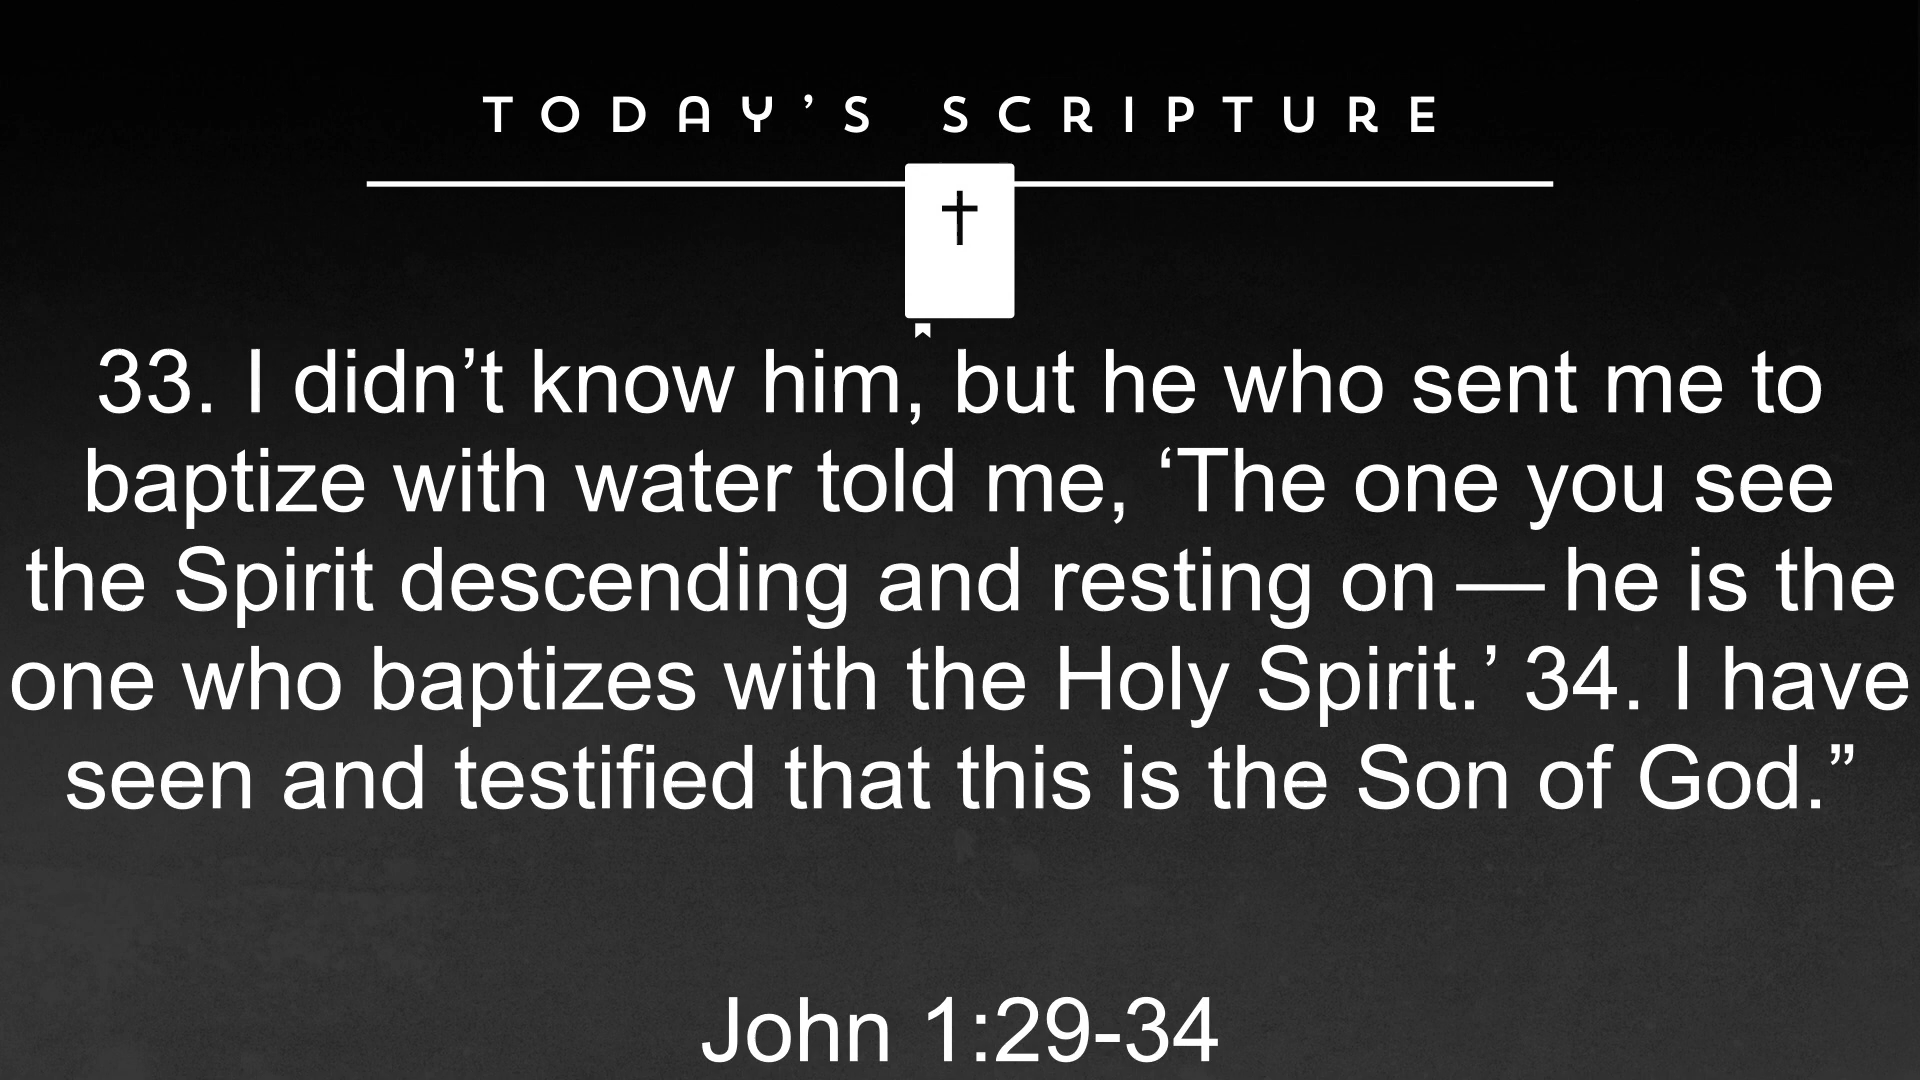 TODAY’S SCRIPTURE
33. I didn’t know him, but he who sent me to
baptize with water told me, ‘The one you see
the Spirit descending and resting on — he is the
one who baptizes with the Holy Spirit.’ 34. I have
seen and testified that this is the Son of God.”
John 1:29-34